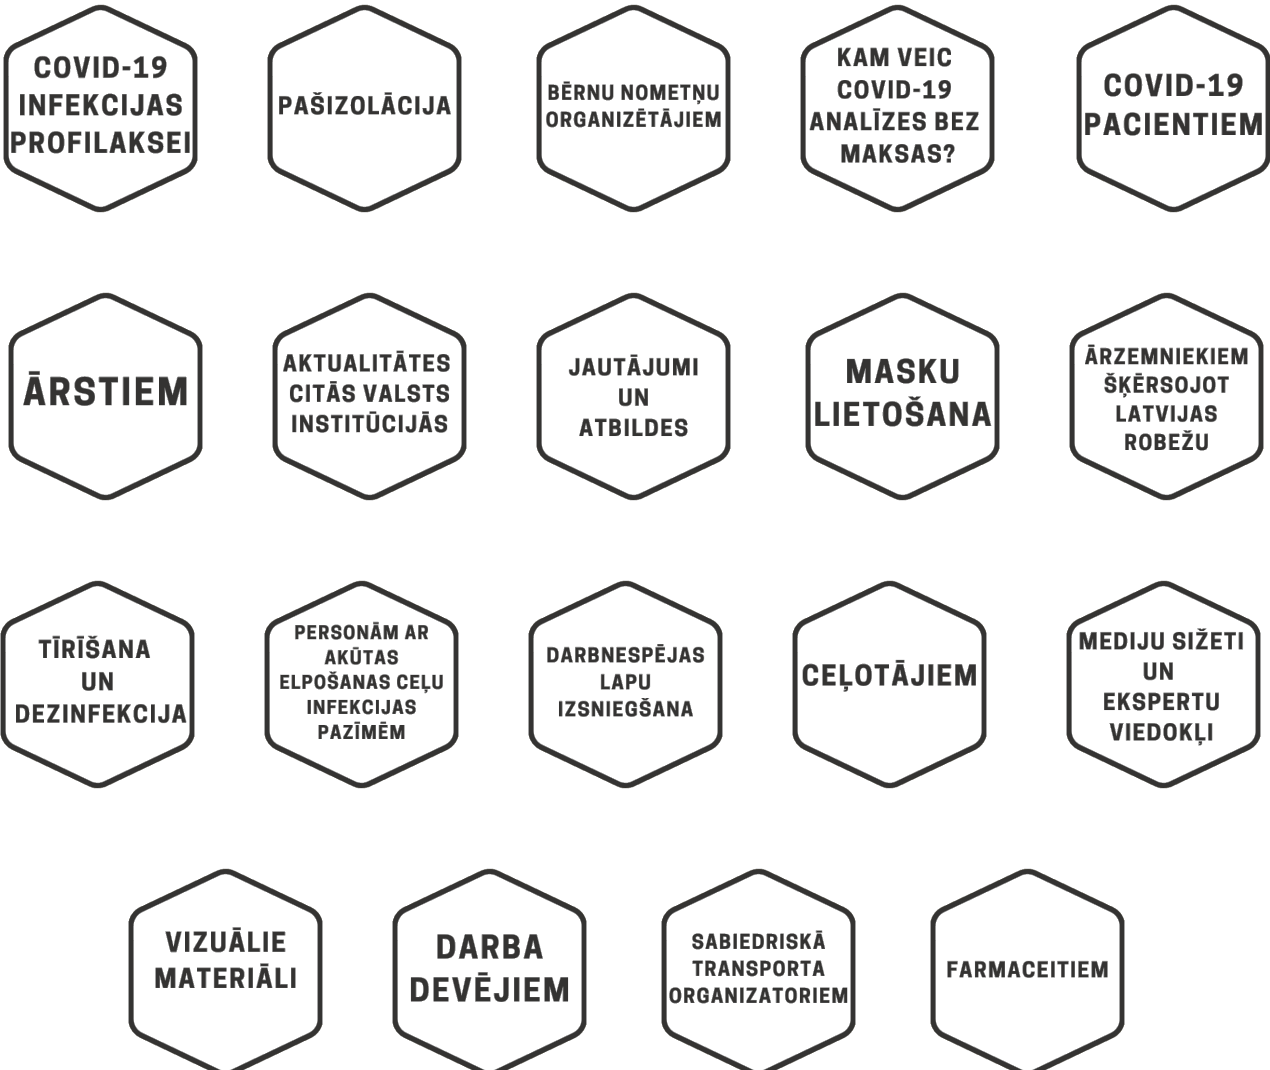 COVID-19
INFEKCIJAS
PROFILAKSEI
PAŠIZOLĀCIJA
BĒRNU NOMETŅU
ORGANIZĒTĀJIEM
KAM VEIC
COVID-19
ANALĪZES BEZ
MAKSAS?
COVID-19
PACIENTIEM
ĀRSTIEM
AKTUALITĀTES
CITĀS VALSTS
INSTITŪCIJĀS
JAUTĀJUMI
UN
ATBILDES
MASKU
LIETOŠANA
ĀRZEMNIEKIEM
ŠĶĒRSOJOT
LATVIJAS
ROBEŽU
TĪRĪŠANA
UN
DEZINFEKCIJA
PERSONĀM AR
AKŪTAS
ELPOŠANAS CEĻU
INFEKCIJAS
PAZĪMĒM
DARBNESPĒJAS
LAPU
IZSNIEGŠANA
CEĻOTĀJIEM
MEDIJU SIŽETI
UN
EKSPERTU
VIEDOKĻI
VIZUĀLIE
MATERIĀLI
DARBA
DEVĒJIEM
SABIEDRISKĀ
TRANSPORTA
ORGANIZATORIEM
FARMACEITIEM